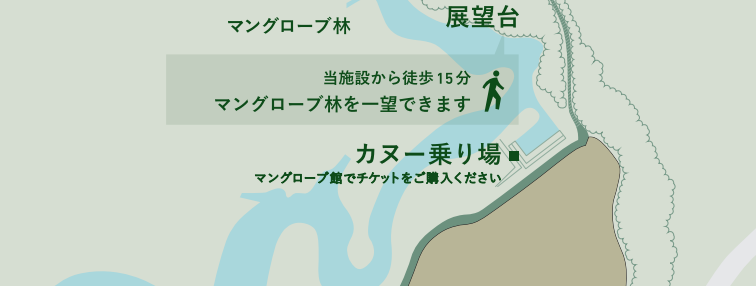 展望台
マングローブ林
当施設から徒歩15分
マングローブ林を一望できます
カヌー乗り場
マングローブ館でチケットをご購入ください